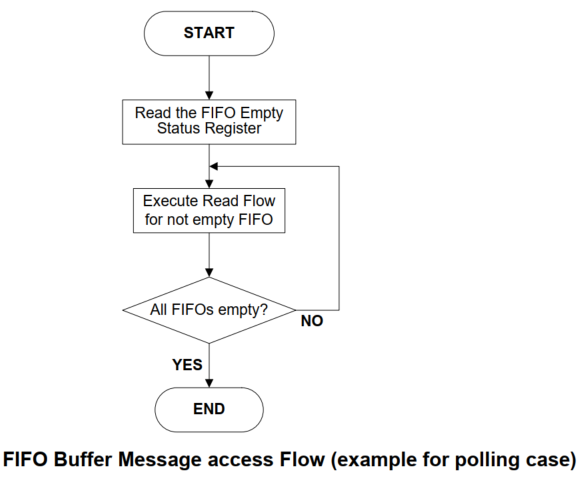 START
Read the FIFO Empty
Status Register
Execute Read Flow
for not empty FIFO
All FIFOs empty?
NO
YES
END
FIFO Buffer Message access Flow (example for polling case)